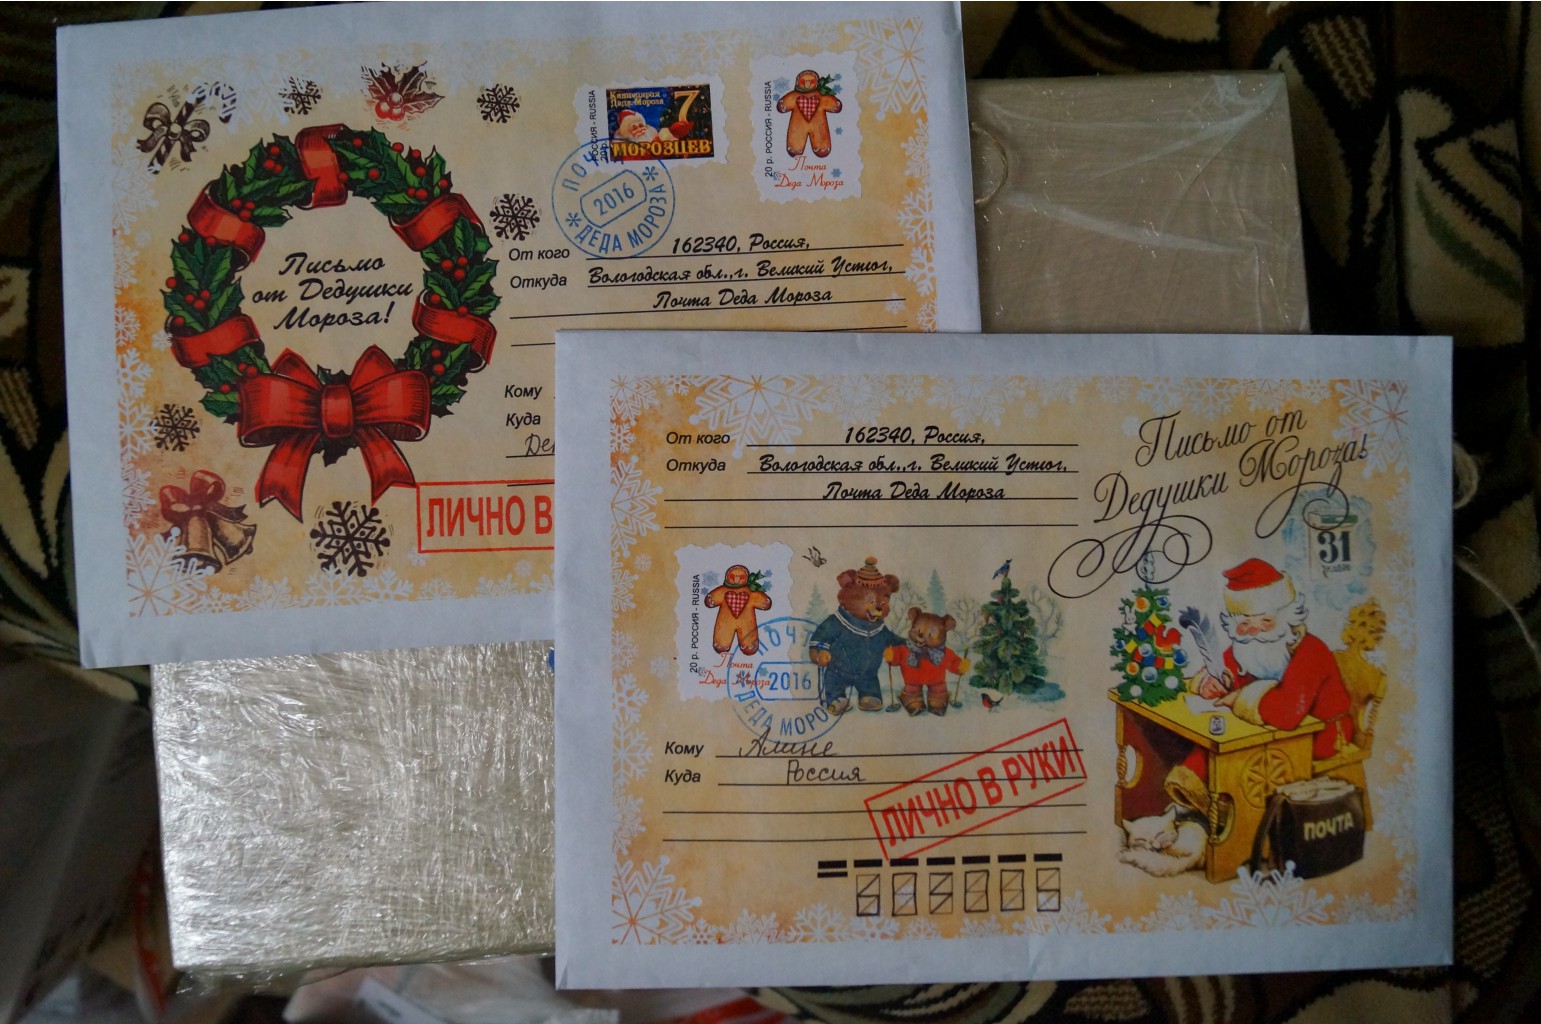 Канцелярия
Деда Мороза
7
МОРОЗЦЕВ
РОССИЯ - RUSSIA
20 р. РОССИЯ - RUSSIA
Почта
Деда Мороза
2016
ДЕДА МОРОЗА
Письмо
от Дедушки
Мороза!
От кого 162340, Россия,
Откуда Вологодская обл., г. Великий Устюг,
Почта Деда Мороза
Кому
Куда
ЛИЧНО В
От кого 162340, Россия,
Откуда Вологодская обл., г. Великий Устюг,
Почта Деда Мороза
Письмо от
Дедушки Мороза!
31
20 р. РОССИЯ - RUSSIA
Почта
Деда Мороза
ПОЧТ
2016
ДЕДА МОРОЗ
Кому Алине
Куда Россия
ЛИЧНО В РУКИ
ПОЧТА